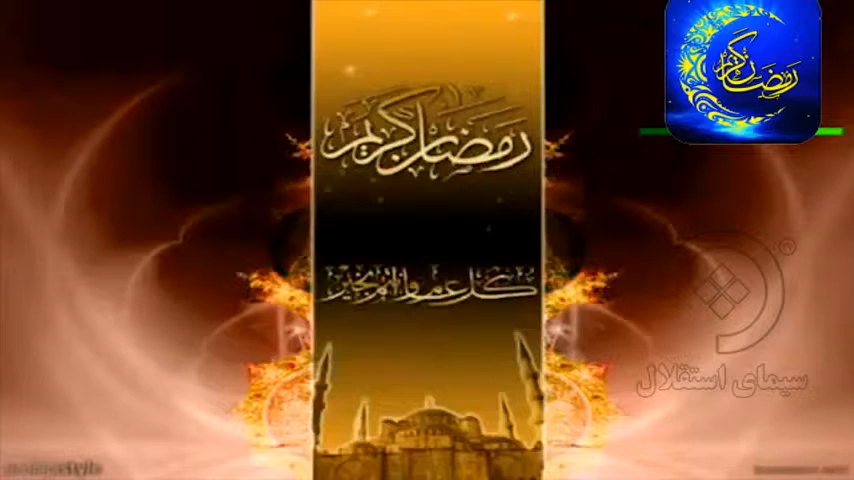 رمضان كريم
رمضان كريم
كل عام وانتم بخير
سیمای استقلال